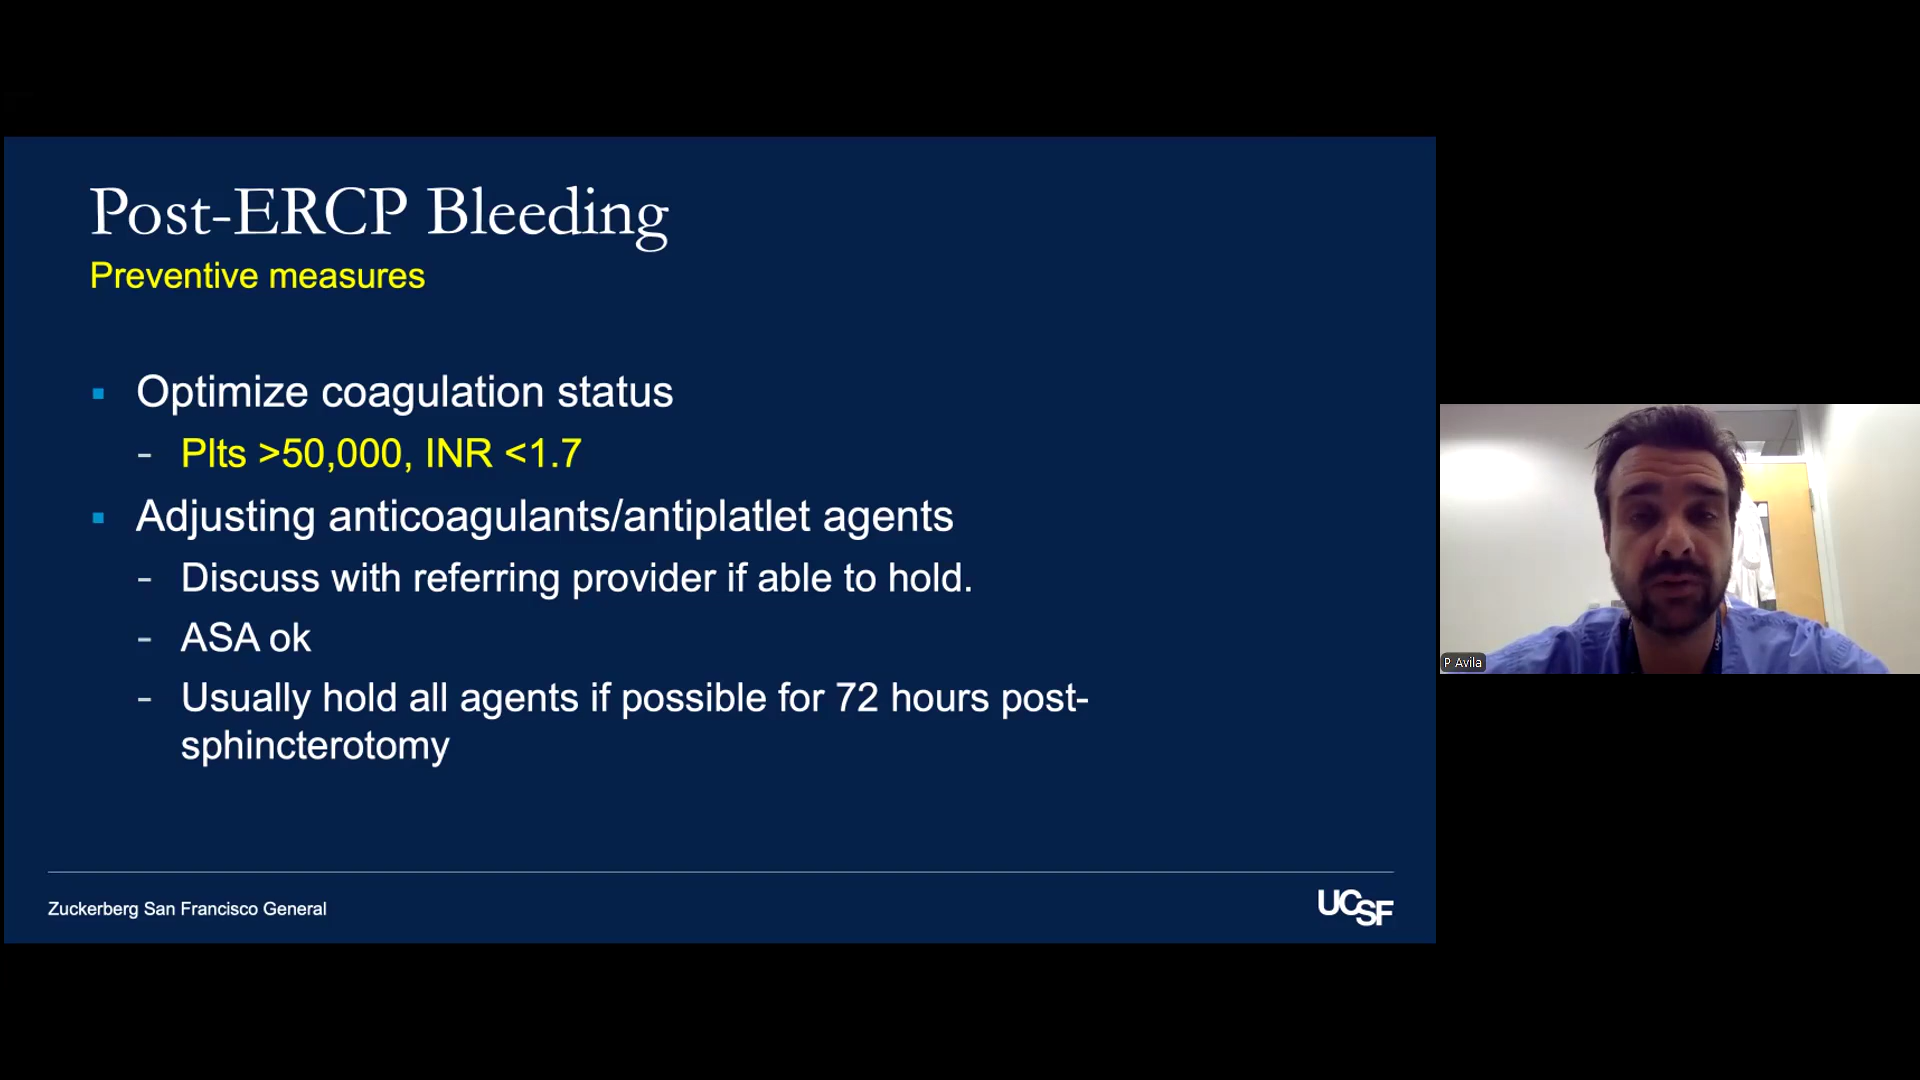 Post-ERCP Bleeding
Preventive measures
Optimize coagulation status
- Plts >50,000, INR <1.7
Adjusting anticoagulants/antiplatlet agents
- Discuss with referring provider if able to hold.
- ASA ok
- Usually hold all agents if possible for 72 hours post-
sphincterotomy
Zuckerberg San Francisco General
UCSF
P Avila